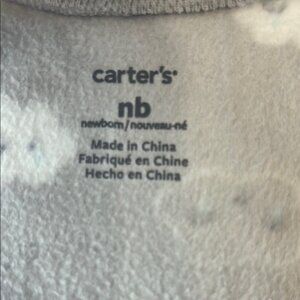 carter's
nb
newborn/nouveau-né
Made in China
Fabriqué en Chine
Hecho en China